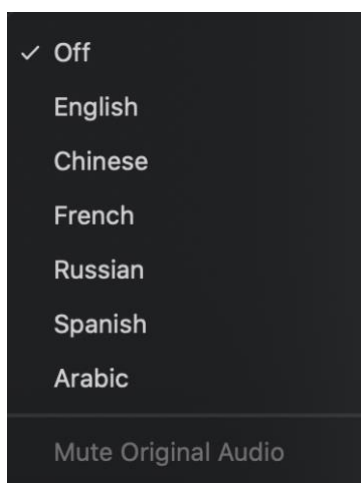 Off
English
Chinese
French
Russian
Spanish
Arabic
Mute Original Audio